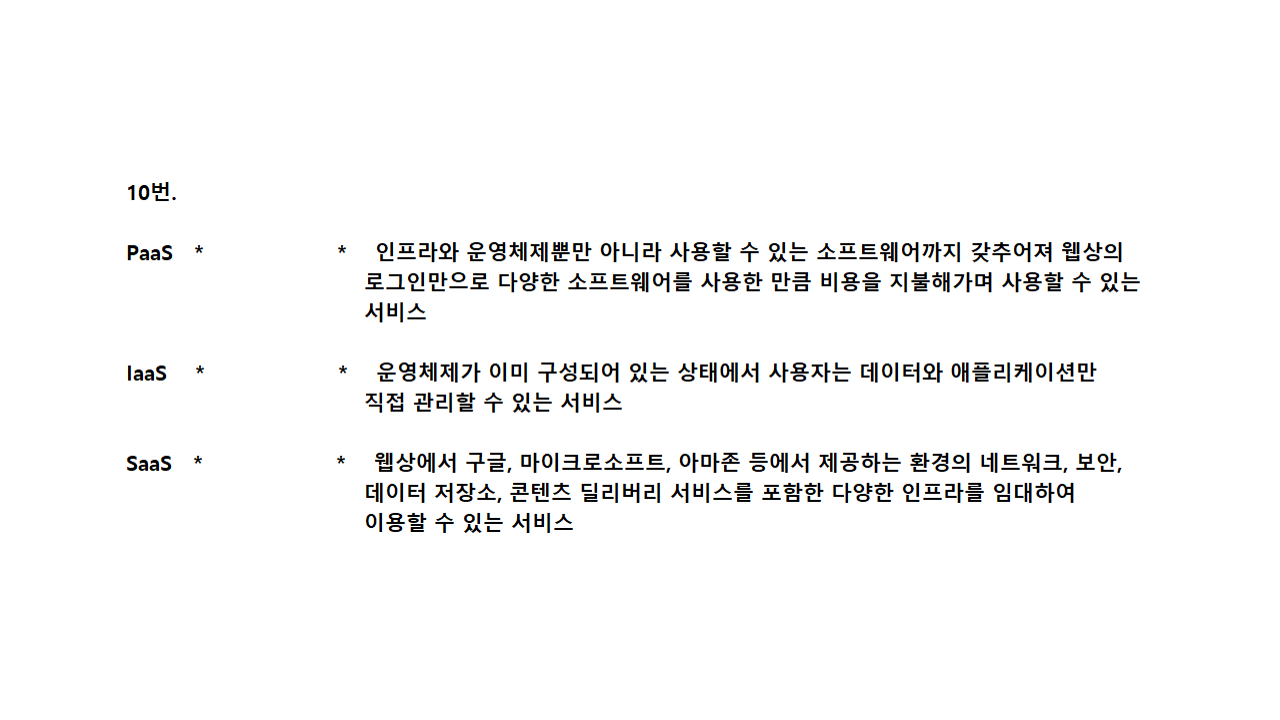 10번.
PaaS * * 인프라와 운영체제뿐만 아니라 사용할 수 있는 소프트웨어까지 갖추어져 웹상의
로그인만으로 다양한 소프트웨어를 사용한 만큼 비용을 지불해가며 사용할 수 있는
서비스
IaaS * * 운영체제가 이미 구성되어 있는 상태에서 사용자는 데이터와 애플리케이션만
직접 관리할 수 있는 서비스
SaaS * * 웹상에서 구글, 마이크로소프트, 아마존 등에서 제공하는 환경의 네트워크, 보안,
데이터 저장소, 콘텐츠 딜리버리 서비스를 포함한 다양한 인프라를 임대하여
이용할 수 있는 서비스